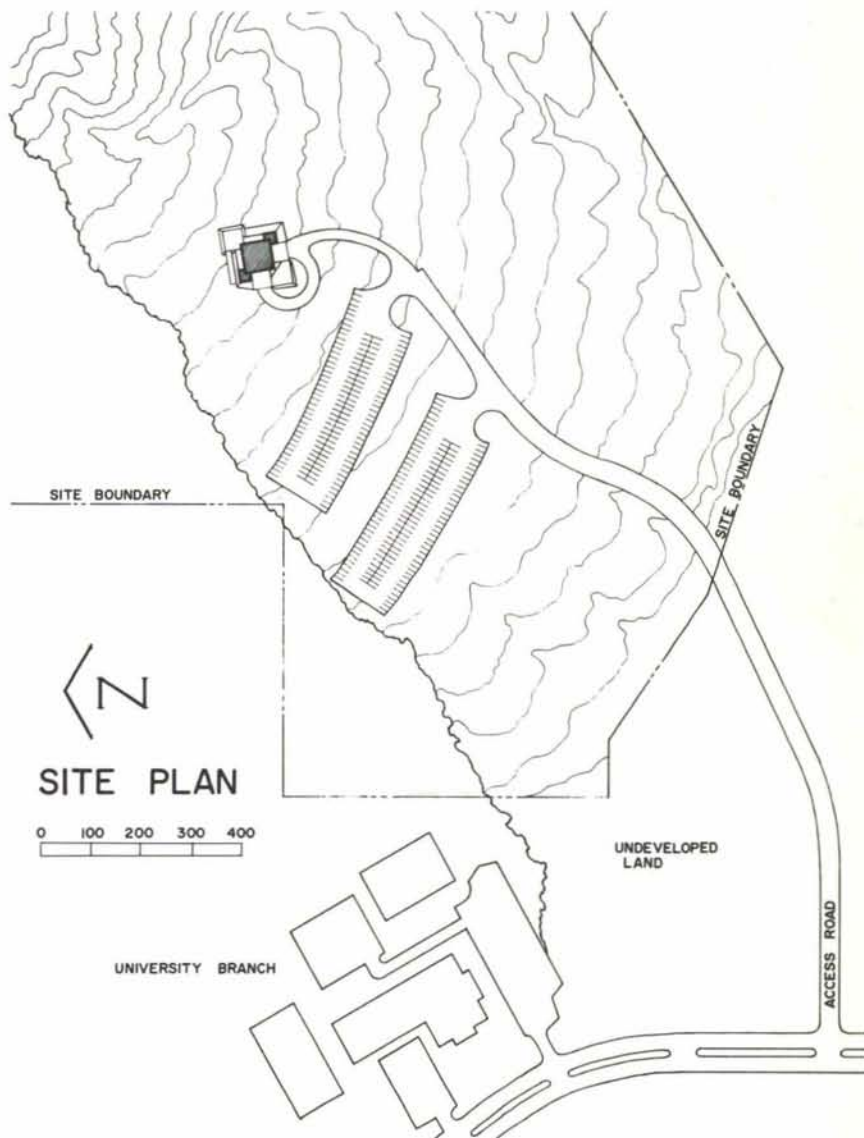 SITE BOUNDARY
SITE BOUNDARY
N
SITE PLAN
0 100 200 300 400
UNDEVELOPED
LAND
UNIVERSITY BRANCH
ACCESS ROAD